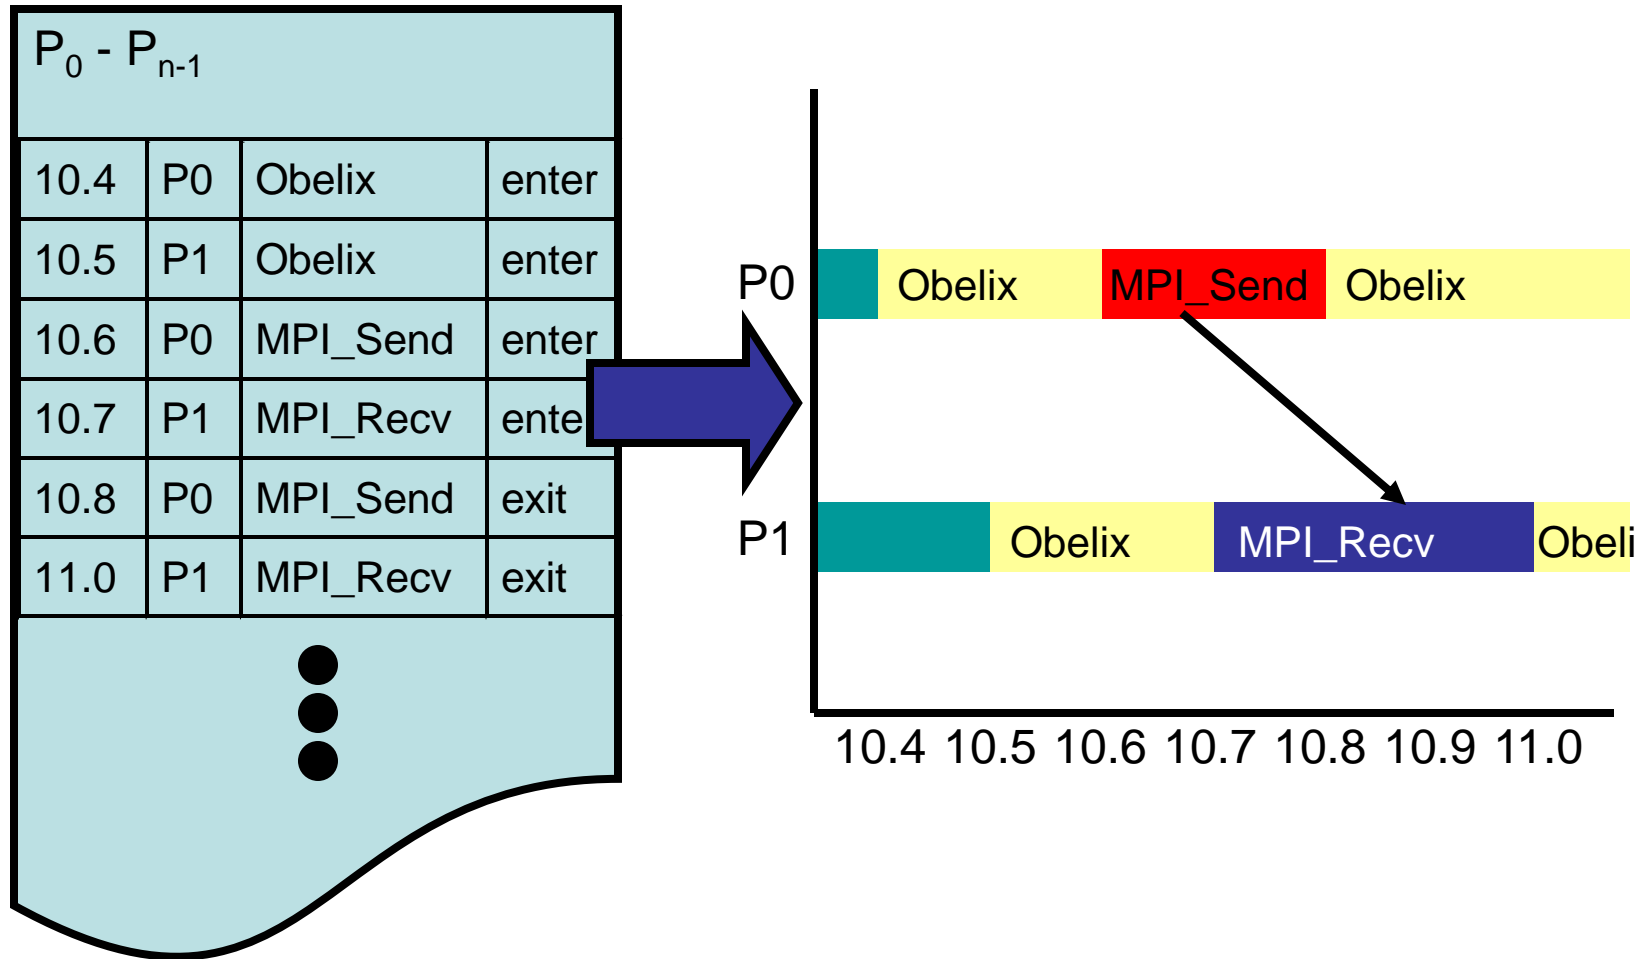 P0 - Pn-1
10.4 P0 Obelix enter
10.5 P1 Obelix enter
10.6 P0 MPI_Send enter
10.7 P1 MPI_Recv ente
10.8 P0 MPI_Send exit
11.0 P1 MPI_Recv exit
P0 Obelix MPI_Send Obelix
P1 Obelix MPI_Recv Obeli
10.4 10.5 10.6 10.7 10.8 10.9 11.0